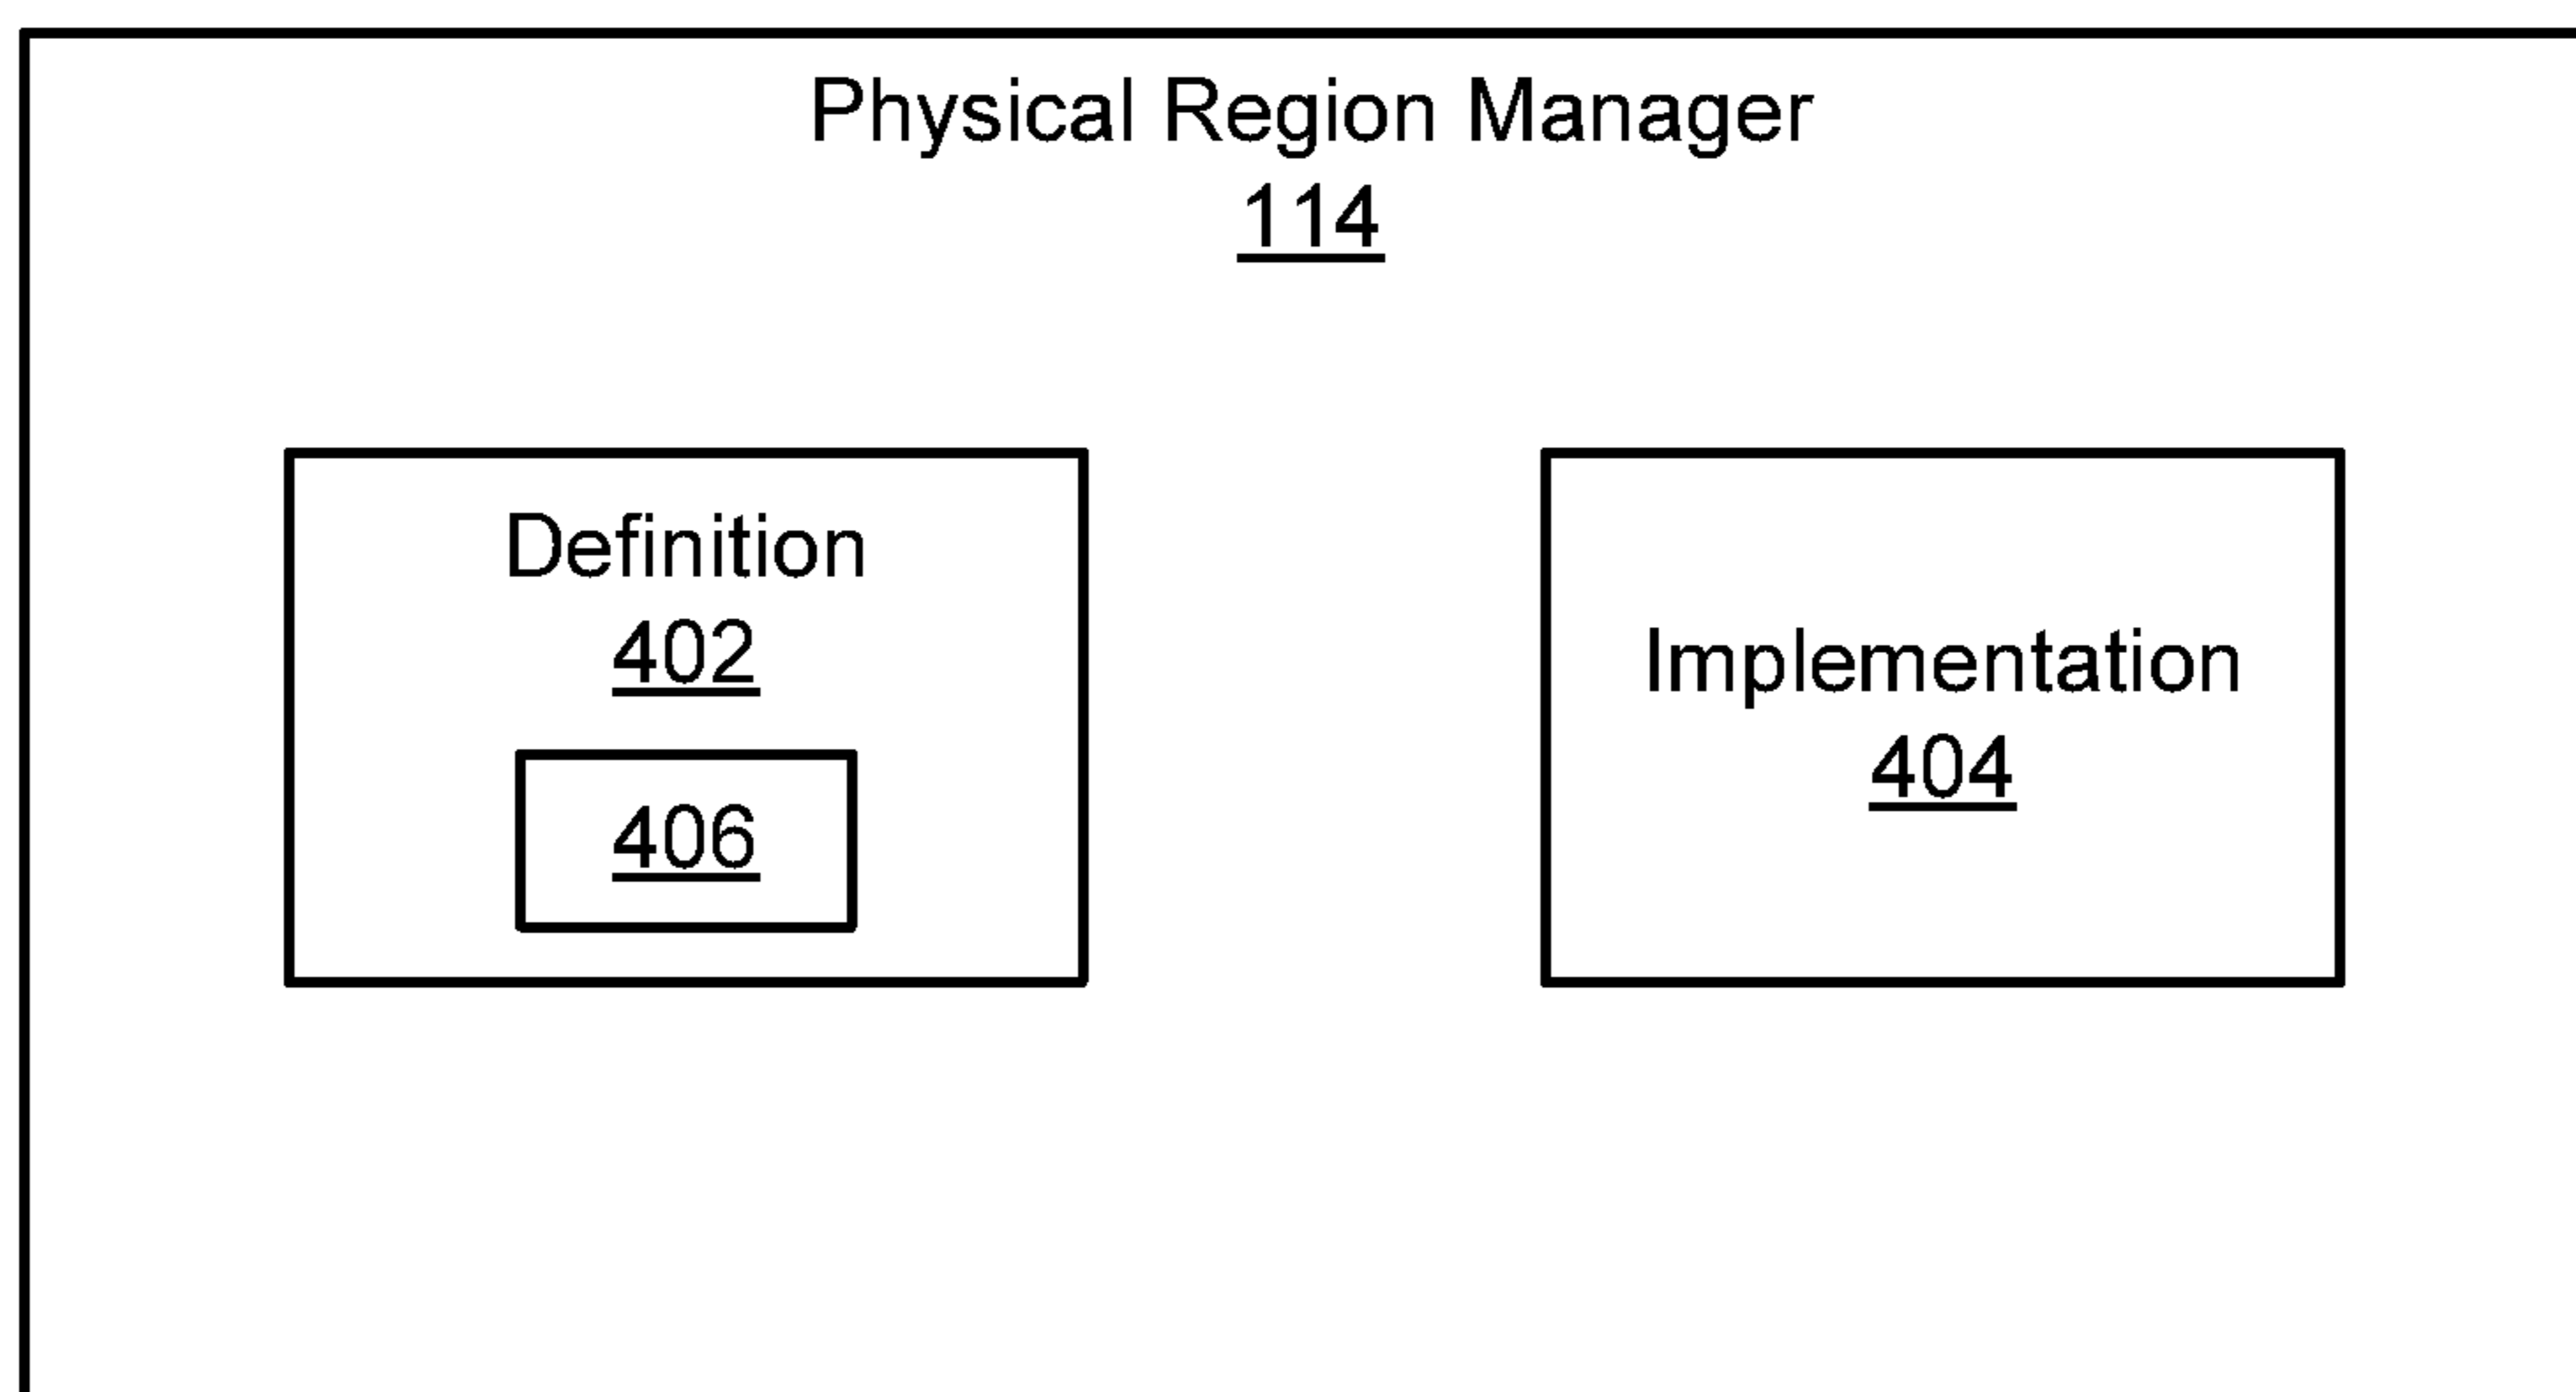 Physical Region Manager
114
Definition
402
406
Implementation
404